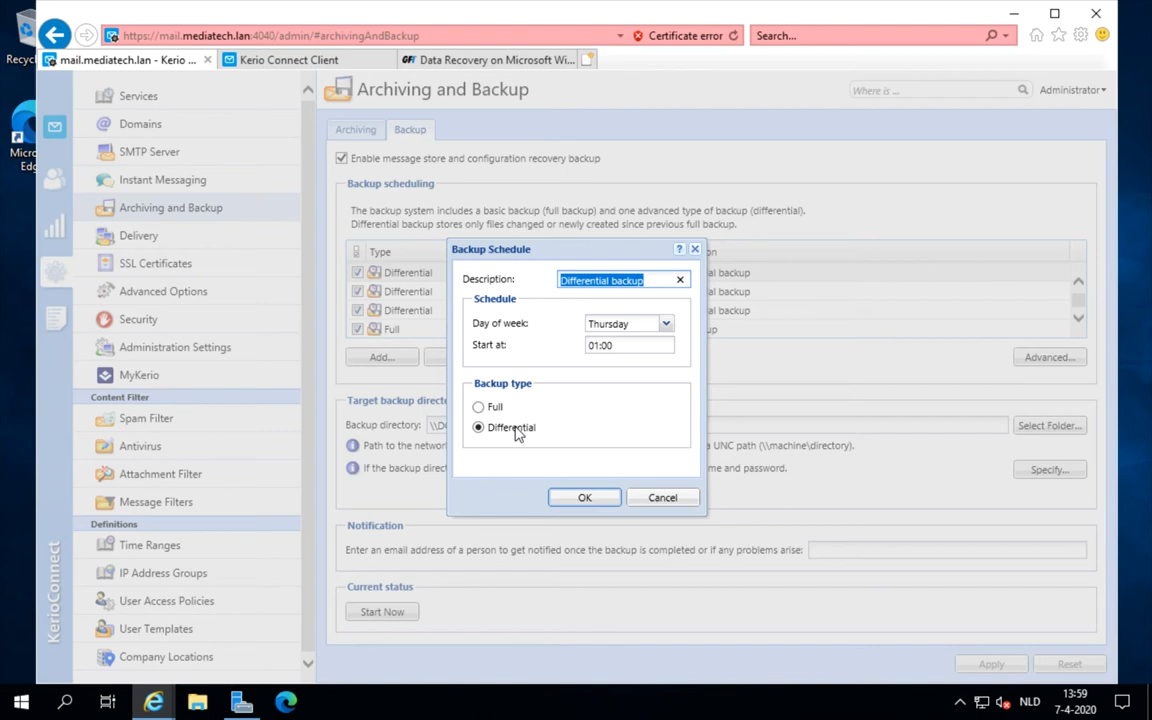 Recyc
Micro
Edg
https://mail.mediatech.lan:4040/admin/#archivingAndBackup
Certificate error
Search...
mail.mediatech.lan - Kerio ...
Kerio Connect Client
GFI Data Recovery on Microsoft Wi...
Services
Domains
SMTP Server
Instant Messaging
Archiving and Backup
Delivery
SSL Certificates
Advanced Options
Security
Administration Settings
MyKerio
Content Filter
Spam Filter
Antivirus
Attachment Filter
Message Filters
Definitions
Time Ranges
IP Address Groups
User Access Policies
User Templates
Company Locations
KerioConnect
Archiving and Backup
Where is ...
Administrator
Archiving
Backup
Enable message store and configuration recovery backup
Backup scheduling
The backup system includes a basic backup (full backup) and one advanced type of backup (differential).
Differential backup stores only files changed or newly created since previous full backup.
Type
on
Differential
backup
Differential
backup
Differential
backup
Full
p
Add...
Advanced...
Target backup direct
Backup directory:
Select Folder...
Path to the networ
a UNC path (\\machine\directory).
If the backup direct
me and password.
Specify...
Notification
Enter an email address of a person to get notified once the backup is completed or if any problems arise:
Current status
Start Now
Apply
Reset
Backup Schedule
Description:
Differential backup
Schedule
Day of week:
Thursday
Start at:
01:00
Backup type
Full
Differential
OK
Cancel
NLD
13:59
7-4-2020